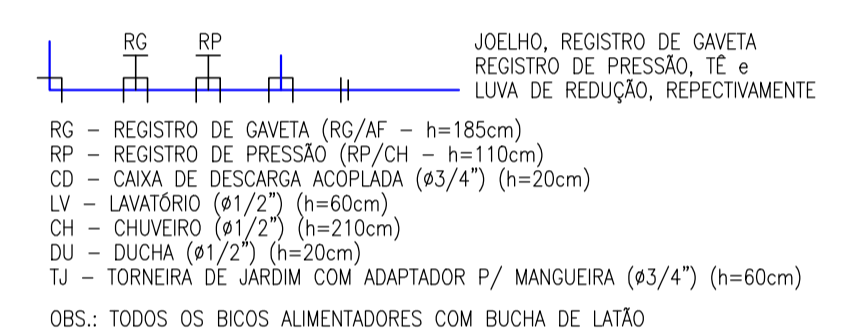 RG RP
JOELHO, REGISTRO DE GAVETA
REGISTRO DE PRESSÃO, TÊ e
LUVA DE REDUÇÃO, REPECTIVAMENTE
RG – REGISTRO DE GAVETA (RG/AF – h=185cm)
RP – REGISTRO DE PRESSÃO (RP/CH – h=110cm)
CD – CAIXA DE DESCARGA ACOPLADA (ø3/4") (h=20cm)
LV – LAVATÓRIO (ø1/2") (h=60cm)
CH – CHUVEIRO (ø1/2") (h=210cm)
DU – DUCHA (ø1/2") (h=20cm)
TJ – TORNEIRA DE JARDIM COM ADAPTADOR P/ MANGUEIRA (ø3/4") (h=60cm)
OBS.: TODOS OS BICOS ALIMENTADORES COM BUCHA DE LATÃO